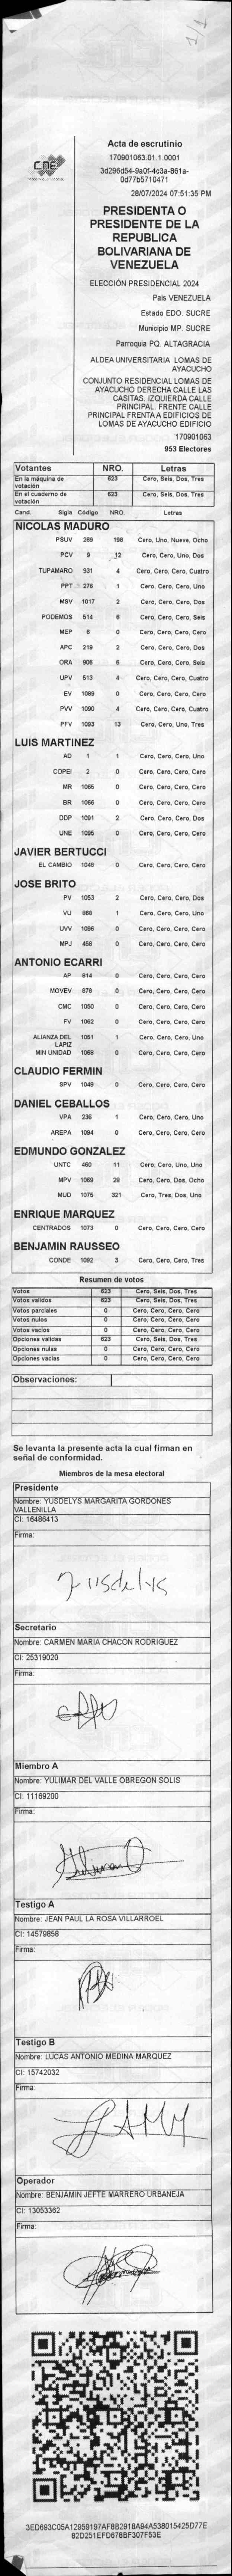 1/1
CNE
Acta de escrutinio
170901063.01.1.0001
3d296d54-9a0f-4c3a-861a-
0d77b5710471
28/07/2024 07:51:35 PM
PRESIDENTA O
PRESIDENTE DE LA
REPUBLICA
BOLIVARIANA DE
VENEZUELA
ELECCIÓN PRESIDENCIAL 2024
País VENEZUELA
Estado EDO. SUCRE
Municipio MP. SUCRE
Parroquia PQ. ALTAGRACIA
ALDEA UNIVERSITARIA LOMAS DE
AYACUCHO
CONJUNTO RESIDENCIAL LOMAS DE
AYACUCHO DERECHA CALLE LAS
CASITAS. IZQUIERDA CALLE
PRINCIPAL. FRENTE CALLE
PRINCIPAL FRENTA A EDIFICIOS DE
LOMAS DE AYACUCHO EDIFICIO
170901063
953 Electores
Votantes NRO. Letras
En la máquina de votación 623 Cero, Seis, Dos, Tres
En el cuaderno de votación 623 Cero, Seis, Dos, Tres
Cand. Sigla Código NRO. Letras
NICOLAS MADURO
PSUV 269 198 Cero, Uno, Nueve, Ocho
PCV 9 12 Cero, Cero, Uno, Dos
TUPAMARO 931 4 Cero, Cero, Cero, Cuatro
PPT 276 1 Cero, Cero, Cero, Uno
MSV 1017 2 Cero, Cero, Cero, Dos
PODEMOS 514 6 Cero, Cero, Cero, Seis
MEP 6 0 Cero, Cero, Cero, Cero
APC 219 2 Cero, Cero, Cero, Dos
ORA 906 6 Cero, Cero, Cero, Seis
UPV 513 4 Cero, Cero, Cero, Cuatro
EV 1089 0 Cero, Cero, Cero, Cero
PVV 1090 4 Cero, Cero, Cero, Cuatro
PFV 1093 13 Cero, Cero, Uno, Tres
LUIS MARTINEZ
AD 1 1 Cero, Cero, Cero, Uno
COPEI 2 0 Cero, Cero, Cero, Cero
MR 1065 0 Cero, Cero, Cero, Cero
BR 1066 0 Cero, Cero, Cero, Cero
DDP 1091 2 Cero, Cero, Cero, Dos
UNE 1095 0 Cero, Cero, Cero, Cero
JAVIER BERTUCCI
EL CAMBIO 1048 0 Cero, Cero, Cero, Cero
JOSE BRITO
PV 1053 2 Cero, Cero, Cero, Dos
VU 868 1 Cero, Cero, Cero, Uno
UVV 1096 0 Cero, Cero, Cero, Cero
MPJ 458 0 Cero, Cero, Cero, Cero
ANTONIO ECARRI
AP 814 0 Cero, Cero, Cero, Cero
MOVEV 878 0 Cero, Cero, Cero, Cero
CMC 1050 0 Cero, Cero, Cero, Cero
FV 1062 0 Cero, Cero, Cero, Cero
ALIANZA DEL LAPIZ 1051 1 Cero, Cero, Cero, Uno
MIN UNIDAD 1068 0 Cero, Cero, Cero, Cero
CLAUDIO FERMIN
SPV 1049 0 Cero, Cero, Cero, Cero
DANIEL CEBALLOS
VPA 236 1 Cero, Cero, Cero, Uno
AREPA 1094 0 Cero, Cero, Cero, Cero
EDMUNDO GONZALEZ
UNTC 460 11 Cero, Cero, Uno, Uno
MPV 1069 28 Cero, Cero, Dos, Ocho
MUD 1075 321 Cero, Tres, Dos, Uno
ENRIQUE MARQUEZ
CENTRADOS 1073 0 Cero, Cero, Cero, Cero
BENJAMIN RAUSSEO
CONDE 1092 3 Cero, Cero, Cero, Tres
Resumen de votos
Votos 623 Cero, Seis, Dos, Tres
Votos validos 623 Cero, Seis, Dos, Tres
Votos parciales 0 Cero, Cero, Cero, Cero
Votos nulos 0 Cero, Cero, Cero, Cero
Votos vacios 0 Cero, Cero, Cero, Cero
Opciones validas 623 Cero, Seis, Dos, Tres
Opciones nulas 0 Cero, Cero, Cero, Cero
Opciones vacias 0 Cero, Cero, Cero, Cero
Observaciones:
Se levanta la presente acta la cual firman en
señal de conformidad.
Miembros de la mesa electoral
Presidente
Nombre: YUSDELYS MARGARITA GORDONES
VALLENILLA
CI: 16486413
Firma:
Yusdelys
Secretario
Nombre: CARMEN MARIA CHACON RODRIGUEZ
CI: 25319020
Firma:
Miembro A
Nombre: YULIMAR DEL VALLE OBREGON SOLIS
CI: 11169200
Firma:
Testigo A
Nombre: JEAN PAUL LA ROSA VILLARROEL
CI: 14579858
Firma:
Testigo B
Nombre: LUCAS ANTONIO MEDINA MARQUEZ
CI: 15742032
Firma:
Operador
Nombre: BENJAMIN JEFTE MARRERO URBANEJA
CI: 13053362
Firma:
3ED693C05A12959197AF8B2918A94A538015425D77E
82D251EFD678BF307F53E